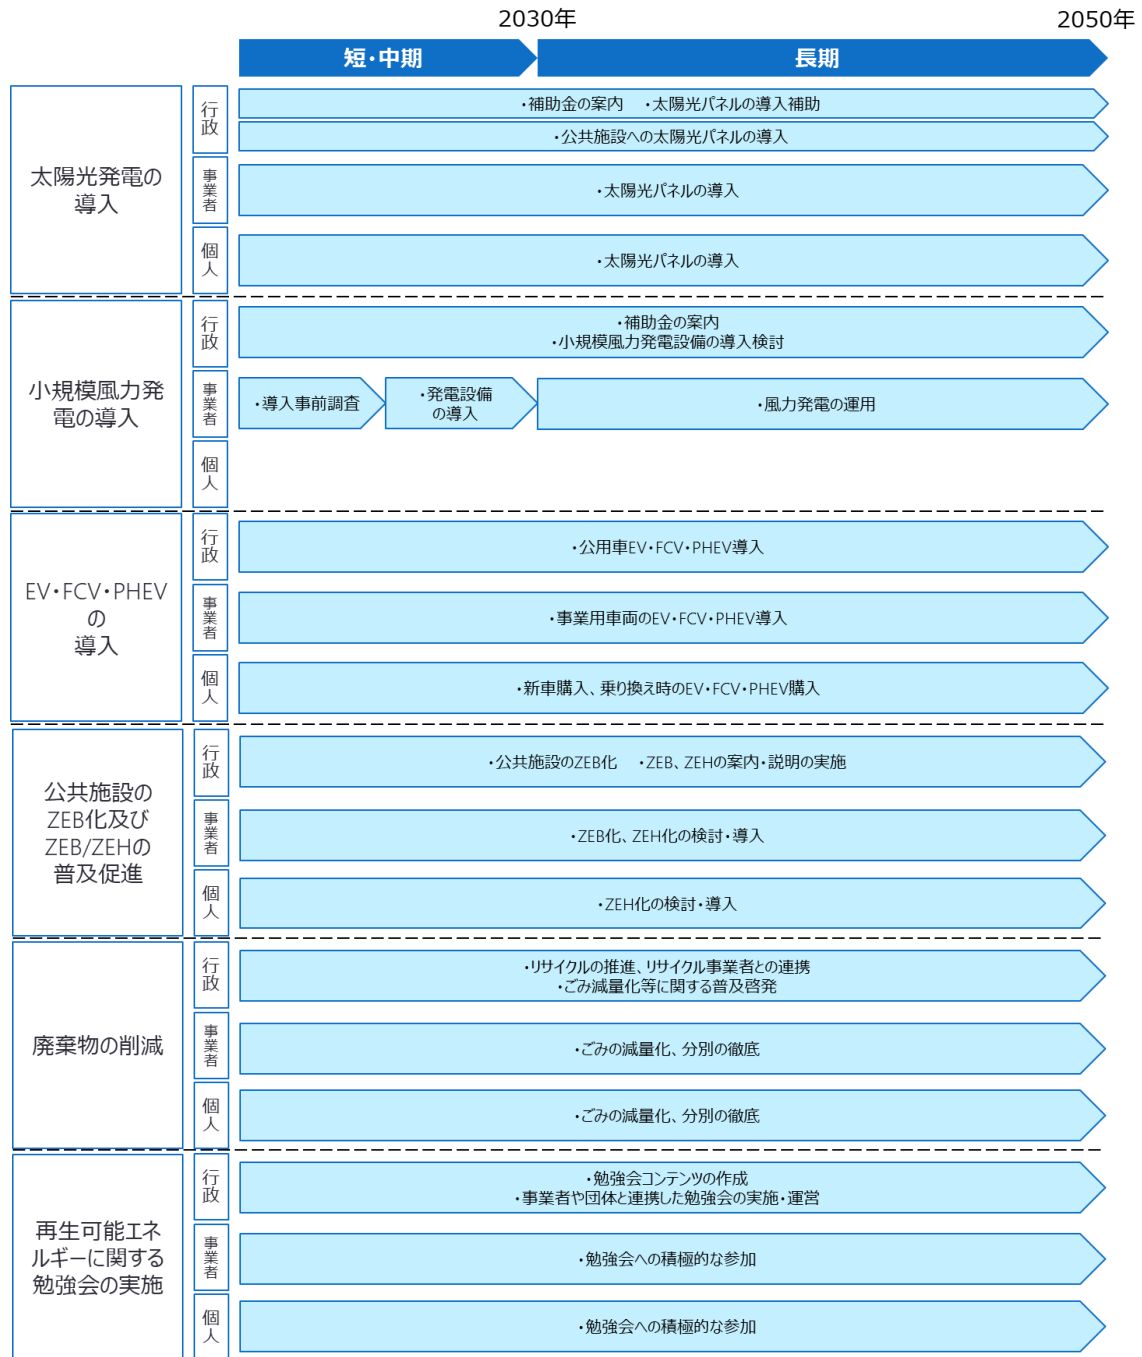 2030年
2050年
短・中期
長期
太陽光発電の
導入
行政
・補助金の案内　・太陽光パネルの導入補助
・公共施設への太陽光パネルの導入
事業者
・太陽光パネルの導入
個人
・太陽光パネルの導入
小規模風力発
電の導入
行政
・補助金の案内
・小規模風力発電設備の導入検討
事業者
・導入事前調査
・発電設備
の導入
・風力発電の運用
個人
EV・FCV・PHEV
の
導入
行政
・公用車EV・FCV・PHEV導入
事業者
・事業用車両のEV・FCV・PHEV導入
個人
・新車購入、乗り換え時のEV・FCV・PHEV購入
公共施設の
ZEB化及び
ZEB/ZEHの
普及促進
行政
・公共施設のZEB化　・ZEB、ZEHの案内・説明の実施
事業者
・ZEB化、ZEH化の検討・導入
個人
・ZEH化の検討・導入
廃棄物の削減
行政
・リサイクルの推進、リサイクル事業者との連携
・ごみ減量化等に関する普及啓発
事業者
・ごみの減量化、分別の徹底
個人
・ごみの減量化、分別の徹底
再生可能エネ
ルギーに関する
勉強会の実施
行政
・勉強会コンテンツの作成
・事業者や団体と連携した勉強会の実施・運営
事業者
・勉強会への積極的な参加
個人
・勉強会への積極的な参加